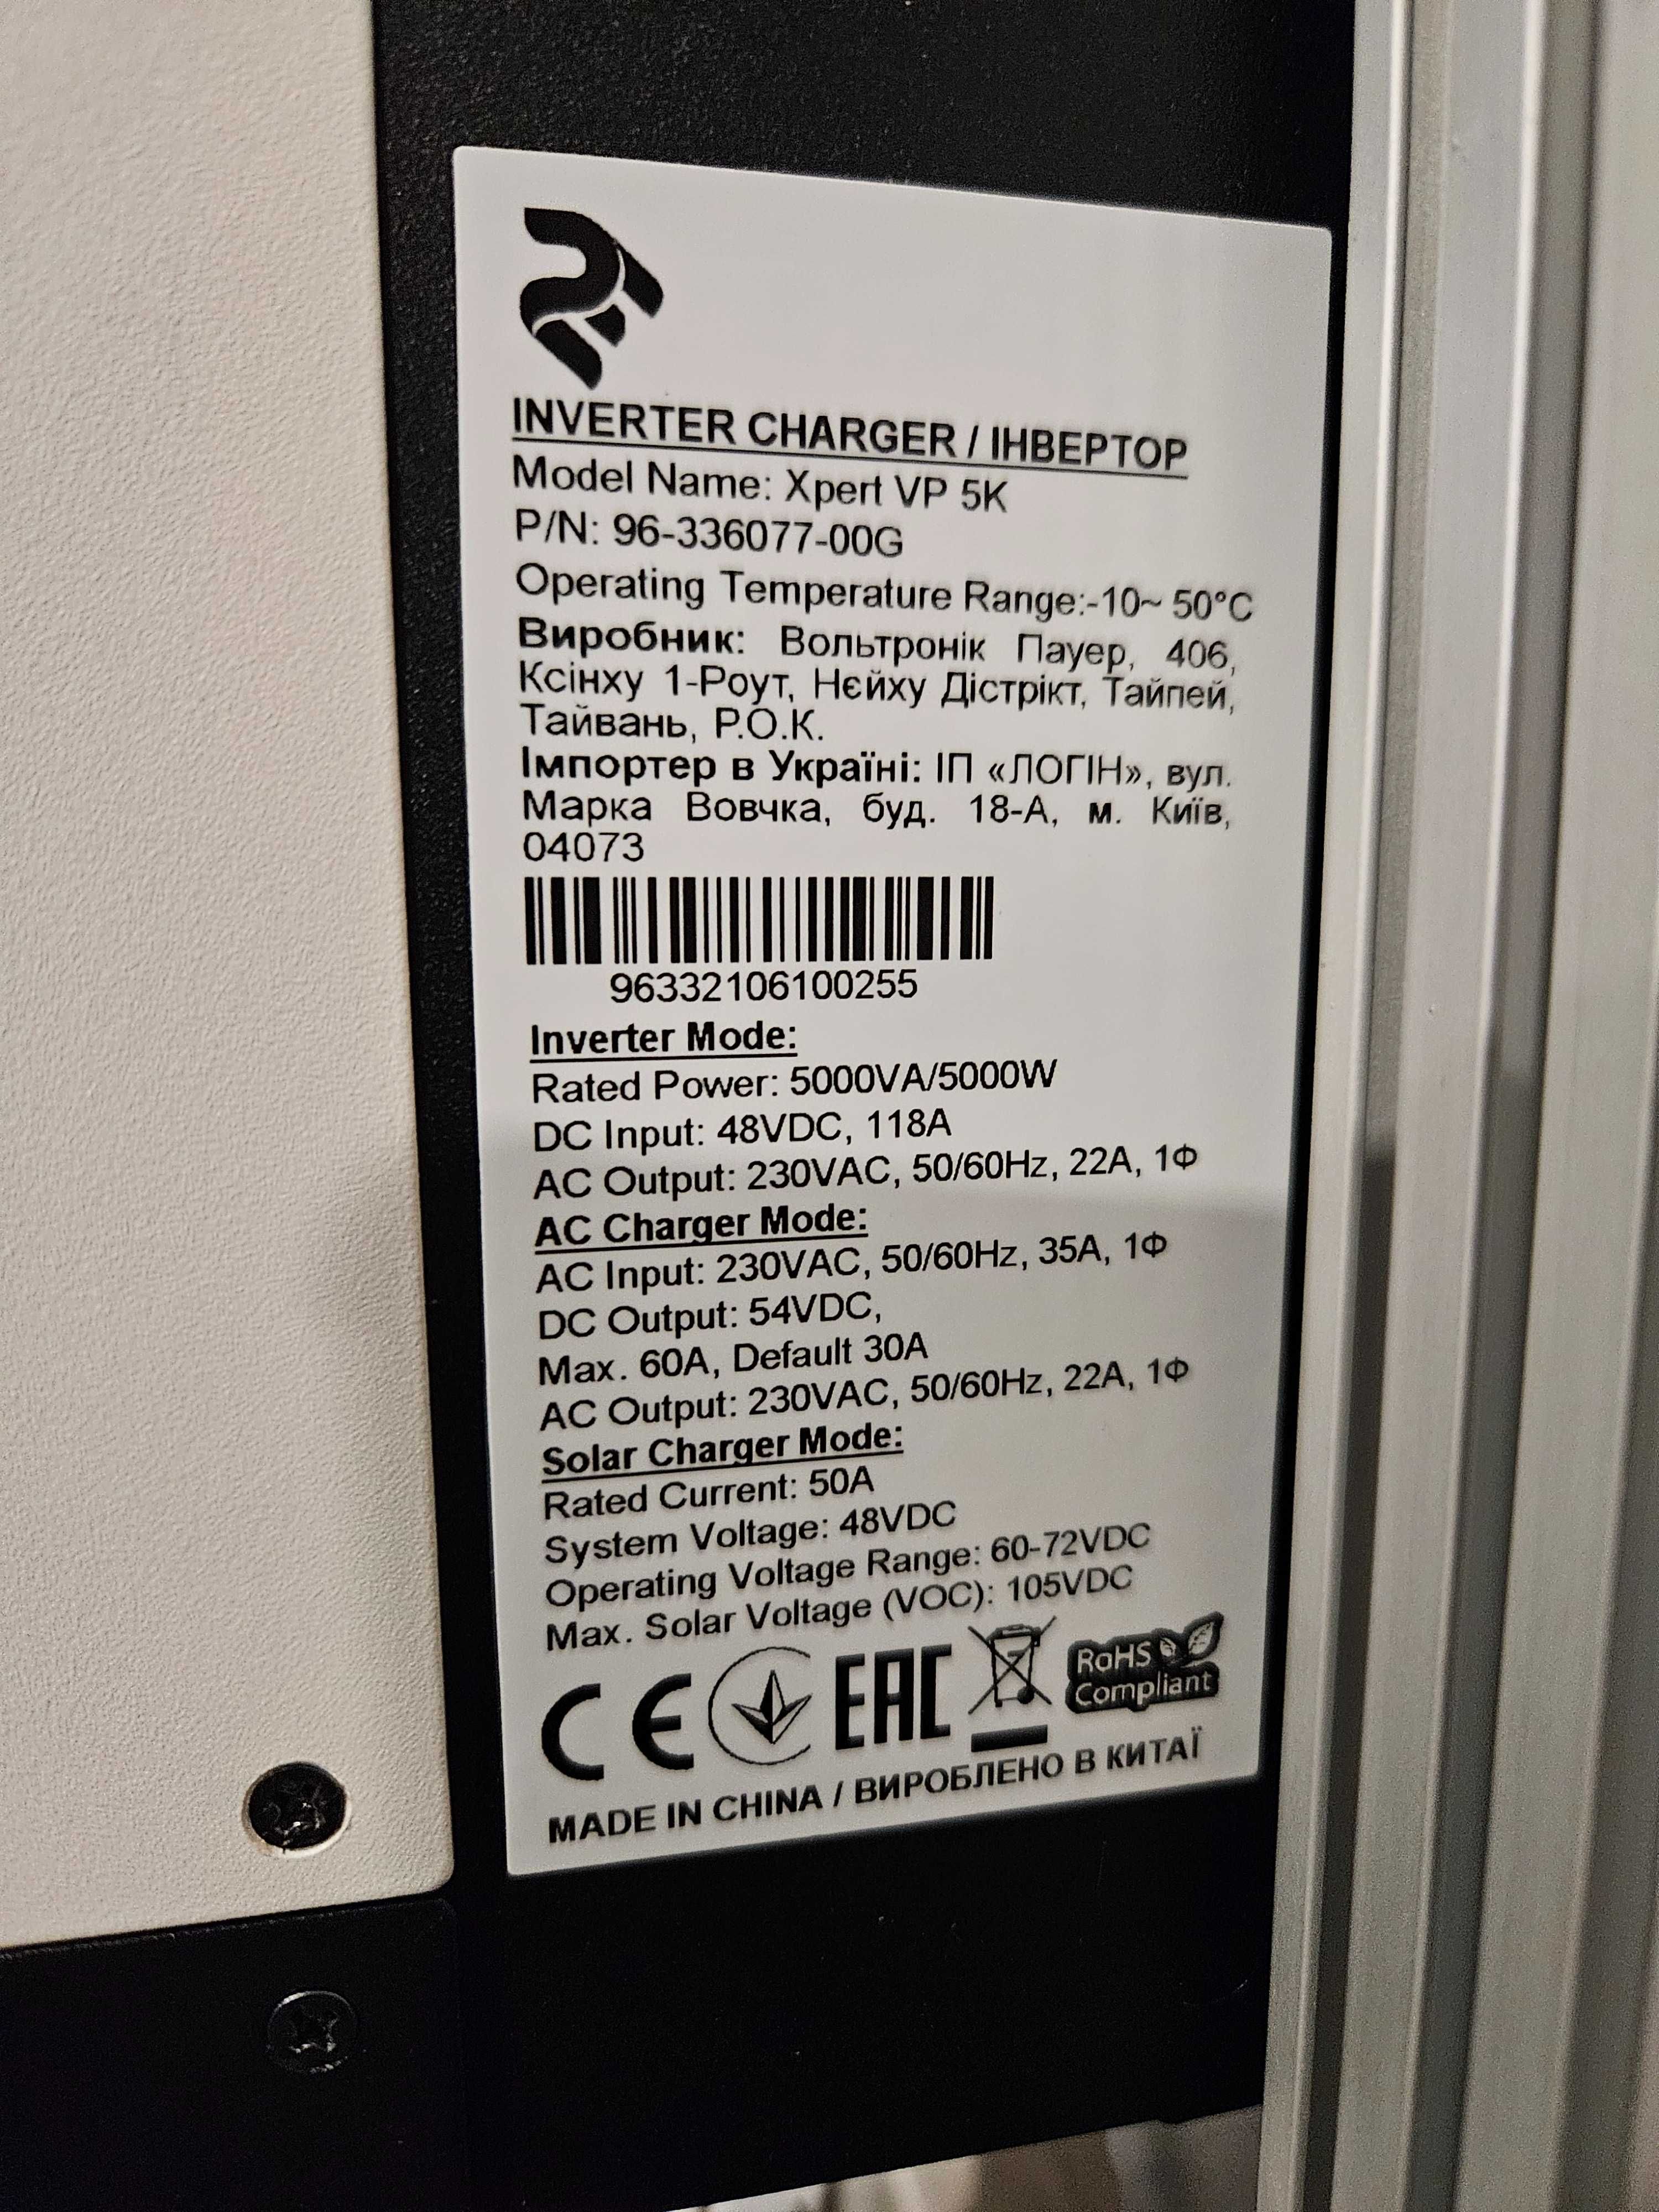 2E
INVERTER CHARGER / ІНВЕРТОР
Model Name: Xpert VP 5K
P/N: 96-336077-00G
Operating Temperature Range:-10~ 50°C
Виробник: Вольтронік Пауер, 406,
Ксінху 1-Роут, Нєйху Дістрікт, Тайпей,
Тайвань, Р.О.К.
Імпортер в Україні: ІП «ЛОГІН», вул.
Марка Вовчка, буд. 18-А, м. Київ,
04073
96332106100255
Inverter Mode:
Rated Power: 5000VA/5000W
DC Input: 48VDC, 118A
AC Output: 230VAC, 50/60Hz, 22A, 1Φ
AC Charger Mode:
AC Input: 230VAC, 50/60Hz, 35A, 1Φ
DC Output: 54VDC,
Max. 60A, Default 30A
AC Output: 230VAC, 50/60Hz, 22A, 1Φ
Solar Charger Mode:
Rated Current: 50A
System Voltage: 48VDC
Operating Voltage Range: 60-72VDC
Max. Solar Voltage (VOC): 105VDC
CE EAC RoHS
Compliant
MADE IN CHINA / ВИРОБЛЕНО В КИТАЇ